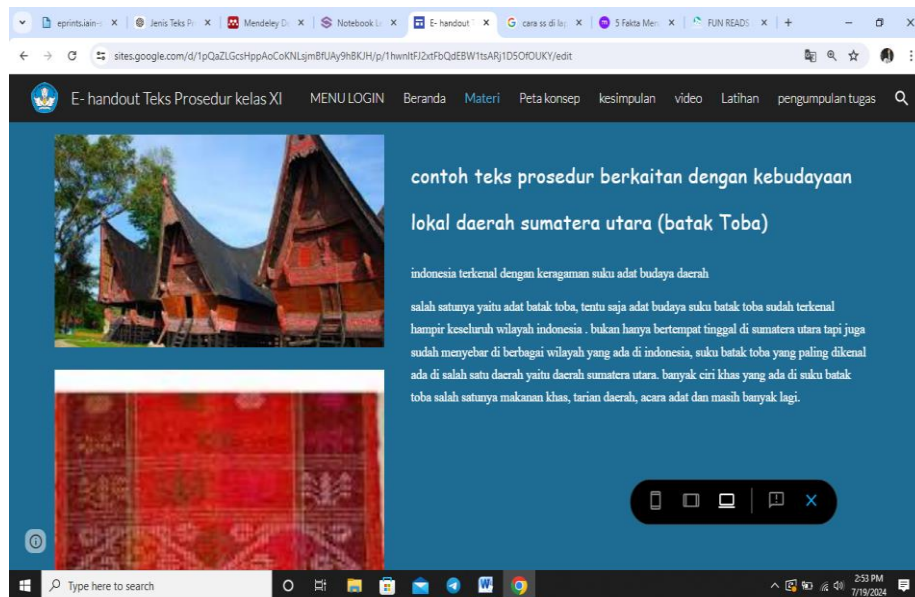 eprints.iain-
Jenis Teks Pr
Mendeley D
Notebook L
E- handout T
cara ss di lap
5 Fakta Men
FUN READS
sites.google.com/d/1pQaZLGcsHppAoCoKNLsjmBfUAy9hBKJH/p/1hwnltFJ2xtFbQdEBW1tsARj1D5OfOUKY/edit
E- handout Teks Prosedur kelas XI MENU LOGIN Beranda Materi Peta konsep kesimpulan video Latihan pengumpulan tugas
contoh teks prosedur berkaitan dengan kebudayaan
lokal daerah sumatera utara (batak Toba)
indonesia terkenal dengan keragaman suku adat budaya daerah
salah satunya yaitu adat batak toba, tentu saja adat budaya suku batak toba sudah terkenal
hampir keseluruh wilayah indonesia . bukan hanya bertempat tinggal di sumatera utara tapi juga
sudah menyebar di berbagai wilayah yang ada di indonesia, suku batak toba yang paling dikenal
ada di salah satu daerah yaitu daerah sumatera utara. banyak ciri khas yang ada di suku batak
toba salah satunya makanan khas, tarian daerah, acara adat dan masih banyak lagi.
Type here to search
2:53 PM
7/19/2024